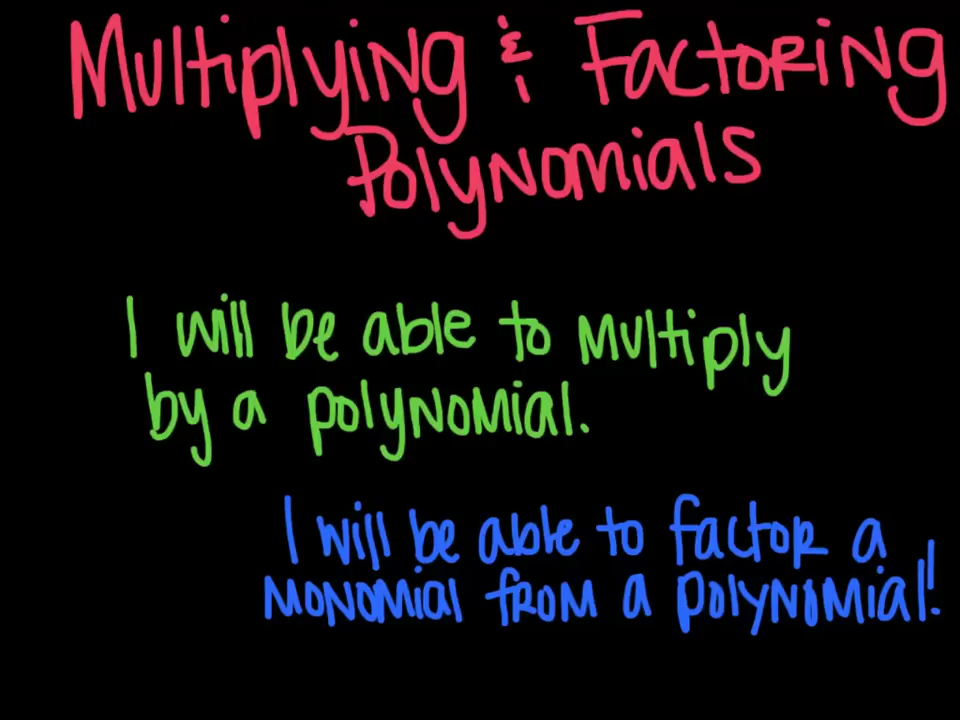 Multiplying & Factoring
Polynomials
I will be able to multiply
by a polynomial.
I will be able to factor a
monomial from a polynomial!